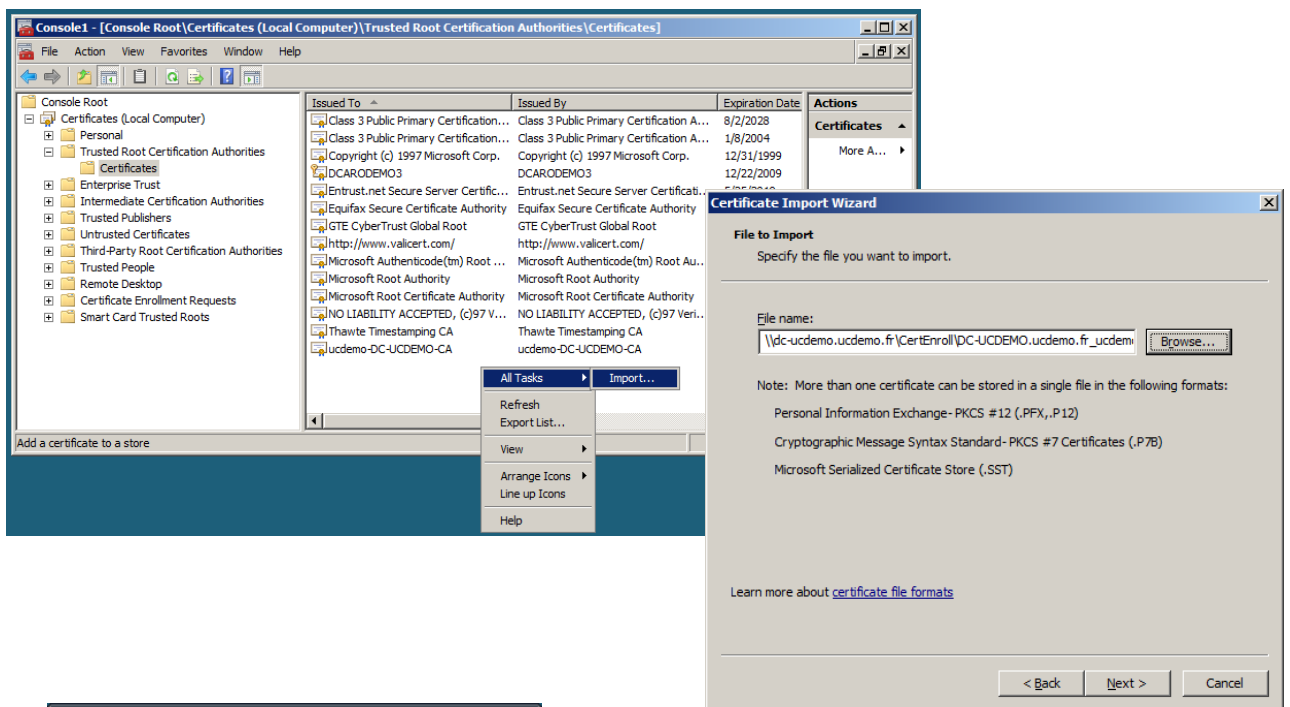 Console1 - [Console Root\Certificates (Local Computer)\Trusted Root Certification Authorities\Certificates]
File Action View Favorites Window Help
Console Root
Certificates (Local Computer)
Personal
Trusted Root Certification Authorities
Certificates
Enterprise Trust
Intermediate Certification Authorities
Trusted Publishers
Untrusted Certificates
Third-Party Root Certification Authorities
Trusted People
Remote Desktop
Certificate Enrollment Requests
Smart Card Trusted Roots
Issued To Issued By Expiration Date
Class 3 Public Primary Certification... Class 3 Public Primary Certification A... 8/2/2028
Class 3 Public Primary Certification... Class 3 Public Primary Certification A... 1/8/2004
Copyright (c) 1997 Microsoft Corp. Copyright (c) 1997 Microsoft Corp. 12/31/1999
DCARODEMO3 DCARODEMO3 12/22/2009
Entrust.net Secure Server Certific... Entrust.net Secure Server Certificati..
Equifax Secure Certificate Authority Equifax Secure Certificate Authority
GTE CyberTrust Global Root GTE CyberTrust Global Root
http://www.valicert.com/ http://www.valicert.com/
Microsoft Authenticode(tm) Root ... Microsoft Authenticode(tm) Root Au..
Microsoft Root Authority Microsoft Root Authority
Microsoft Root Certificate Authority Microsoft Root Certificate Authority
NO LIABILITY ACCEPTED, (c)97 V... NO LIABILITY ACCEPTED, (c)97 Veri..
Thawte Timestamping CA Thawte Timestamping CA
ucdemo-DC-UCDEMO-CA ucdemo-DC-UCDEMO-CA
Actions
Certificates
More A...
All Tasks
Import...
Refresh
Export List...
View
Arrange Icons
Line up Icons
Help
Add a certificate to a store
Certificate Import Wizard
File to Import
Specify the file you want to import.
File name:
\\dc-ucdemo.ucdemo.fr\CertEnroll\DC-UCDEMO.ucdemo.fr_ucdem
Browse...
Note: More than one certificate can be stored in a single file in the following formats:
Personal Information Exchange- PKCS #12 (.PFX,.P12)
Cryptographic Message Syntax Standard- PKCS #7 Certificates (.P7B)
Microsoft Serialized Certificate Store (.SST)
Learn more about certificate file formats
< Back Next > Cancel